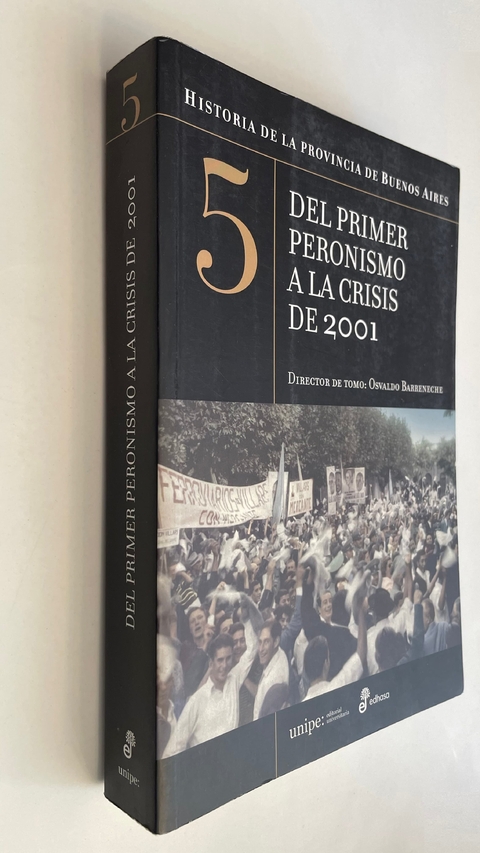 5
DEL PRIMER PERONISMO A LA CRISIS DE 2001
unipe:
HISTORIA DE LA PROVINCIA DE BUENOS AIRES
5
DEL PRIMER
PERONISMO
A LA CRISIS
DE 2001
DIRECTOR DE TOMO: OSVALDO BARRENECHE
FERROVIARIOS
unipe:
editorial
universitaria
edhasa